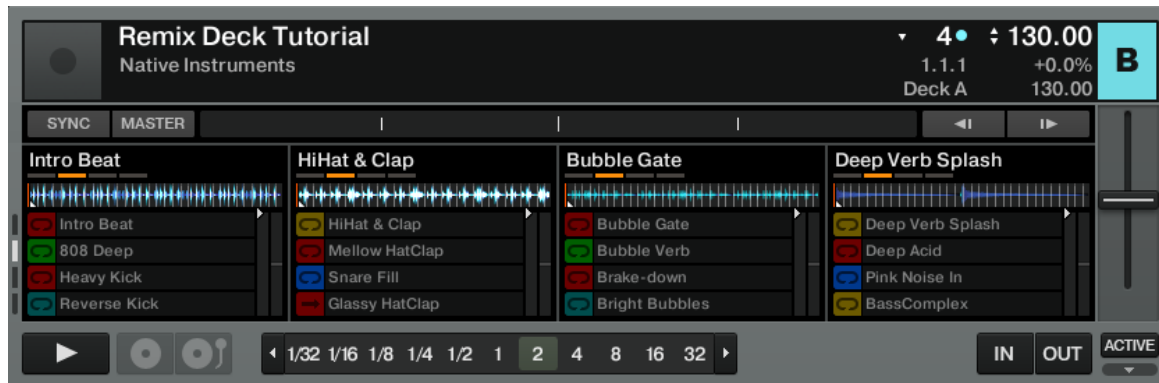 Remix Deck Tutorial 4 130.00 B
Native Instruments 1.1.1 +0.0%
Deck A 130.00
SYNC MASTER
Intro Beat HiHat & Clap Bubble Gate Deep Verb Splash
Intro Beat HiHat & Clap Bubble Gate Deep Verb Splash
808 Deep Mellow HatClap Bubble Verb Deep Acid
Heavy Kick Snare Fill Brake-down Pink Noise In
Reverse Kick Glassy HatClap Bright Bubbles BassComplex
1/32 1/16 1/8 1/4 1/2 1 2 4 8 16 32 IN OUT ACTIVE